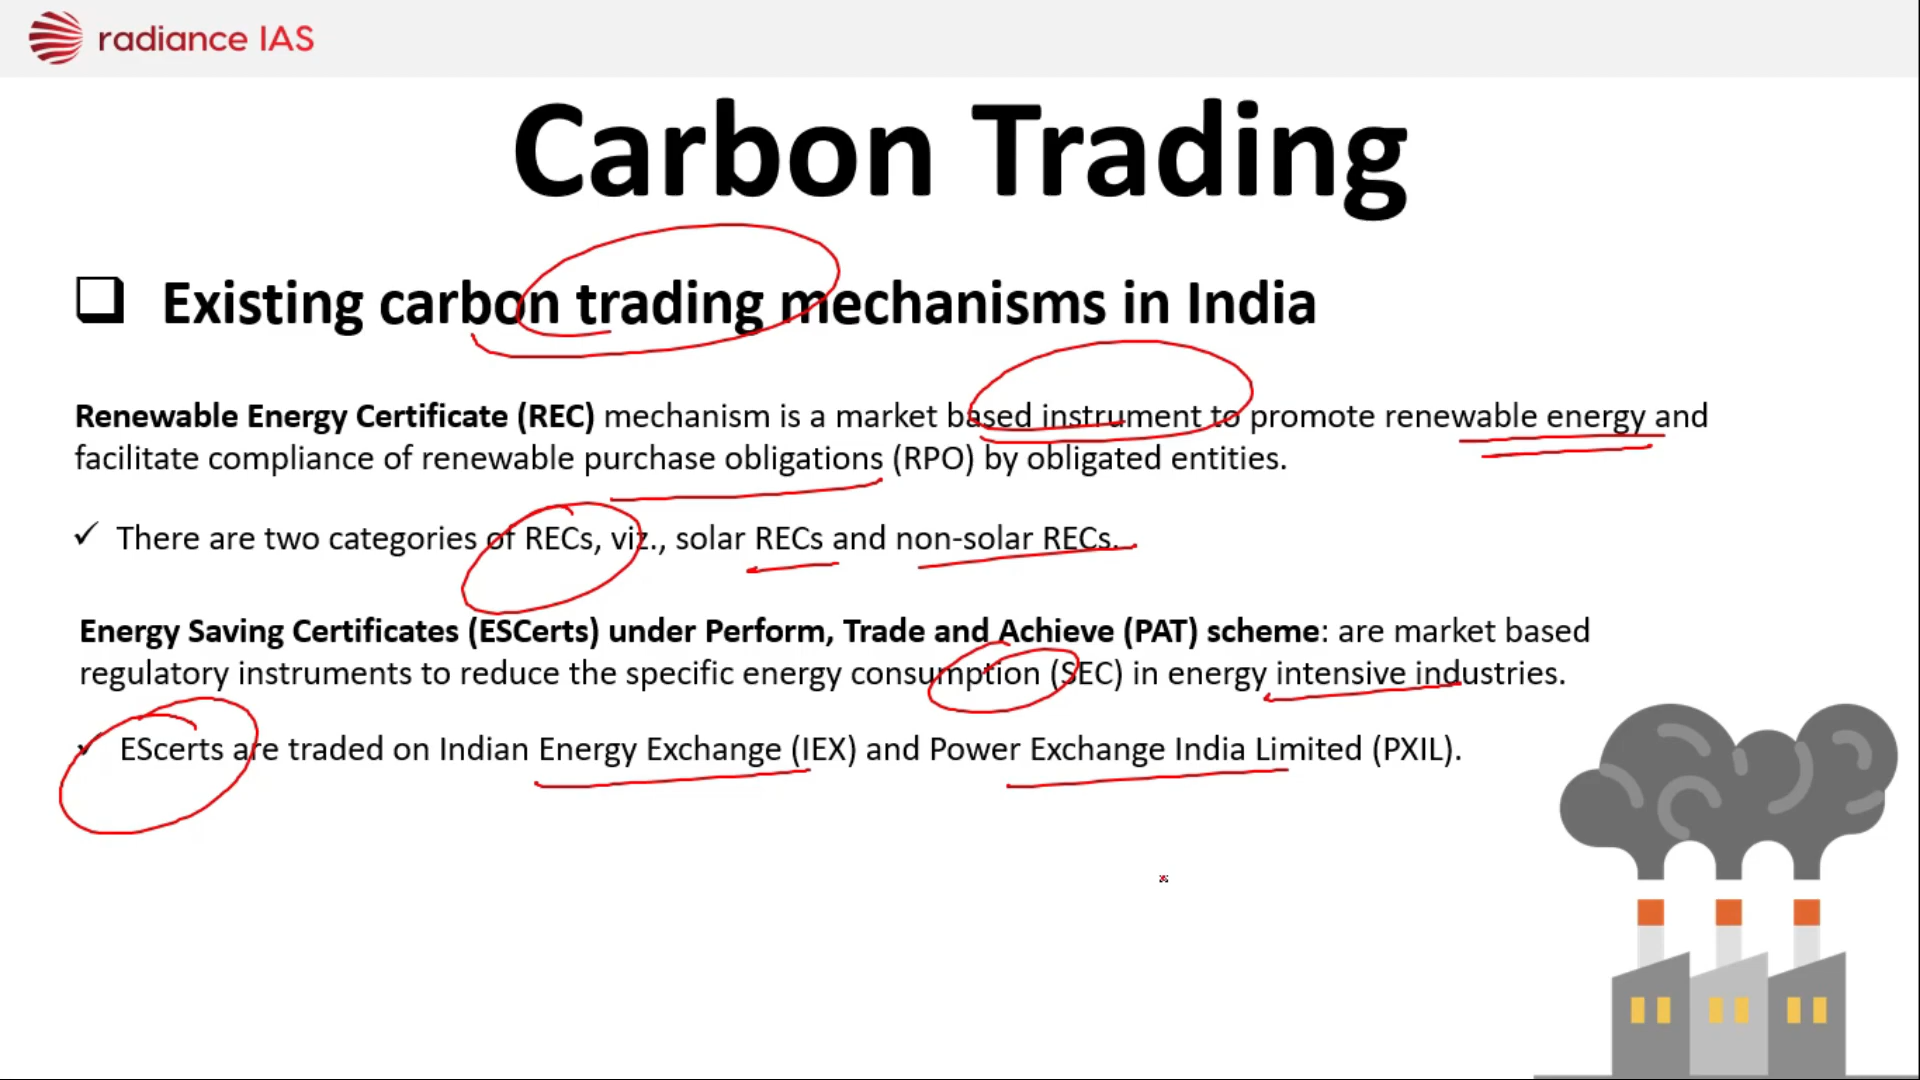 radiance IAS
Carbon Trading
Existing carbon trading mechanisms in India
Renewable Energy Certificate (REC) mechanism is a market based instrument to promote renewable energy and
facilitate compliance of renewable purchase obligations (RPO) by obligated entities.
✓ There are two categories of RECs, viz., solar RECs and non-solar RECs.
Energy Saving Certificates (ESCerts) under Perform, Trade and Achieve (PAT) scheme: are market based
regulatory instruments to reduce the specific energy consumption (SEC) in energy intensive industries.
✓ EScerts are traded on Indian Energy Exchange (IEX) and Power Exchange India Limited (PXIL).